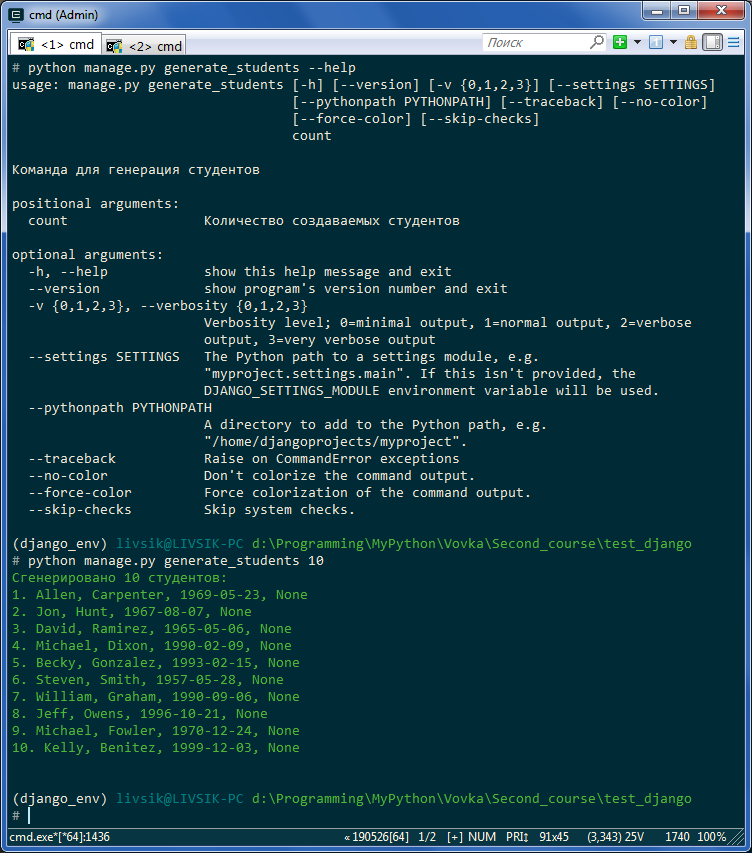 cmd (Admin)
<1> cmd
<2> cmd
Поиск
# python manage.py generate_students --help
usage: manage.py generate_students [-h] [--version] [-v {0,1,2,3}] [--settings SETTINGS]
[--pythonpath PYTHONPATH] [--traceback] [--no-color]
[--force-color] [--skip-checks]
count
Команда для генерация студентов
positional arguments:
count Количество создаваемых студентов
optional arguments:
-h, --help show this help message and exit
--version show program's version number and exit
-v {0,1,2,3}, --verbosity {0,1,2,3}
Verbosity level; 0=minimal output, 1=normal output, 2=verbose
output, 3=very verbose output
--settings SETTINGS The Python path to a settings module, e.g.
"myproject.settings.main". If this isn't provided, the
DJANGO_SETTINGS_MODULE environment variable will be used.
--pythonpath PYTHONPATH
A directory to add to the Python path, e.g.
"/home/djangoprojects/myproject".
--traceback Raise on CommandError exceptions
--no-color Don't colorize the command output.
--force-color Force colorization of the command output.
--skip-checks Skip system checks.
(django_env) livsik@LIVSIK-PC d:\Programming\MyPython\Vovka\Second_course\test_django
# python manage.py generate_students 10
Сгенерировано 10 студентов:
1. Allen, Carpenter, 1969-05-23, None
2. Jon, Hunt, 1967-08-07, None
3. David, Ramirez, 1965-05-06, None
4. Michael, Dixon, 1990-02-09, None
5. Becky, Gonzalez, 1993-02-15, None
6. Steven, Smith, 1957-05-28, None
7. William, Graham, 1990-09-06, None
8. Jeff, Owens, 1996-10-21, None
9. Michael, Fowler, 1970-12-24, None
10. Kelly, Benitez, 1999-12-03, None
(django_env) livsik@LIVSIK-PC d:\Programming\MyPython\Vovka\Second_course\test_django
#
cmd.exe*[*64]:1436 «190526[64] 1/2 [+] NUM PRI↕ 91x45 (3,343) 25V 1740 100%